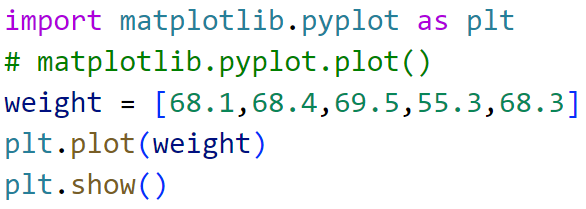 import matplotlib.pyplot as plt
# matplotlib.pyplot.plot()
weight = [68.1,68.4,69.5,55.3,68.3]
plt.plot(weight)
plt.show()